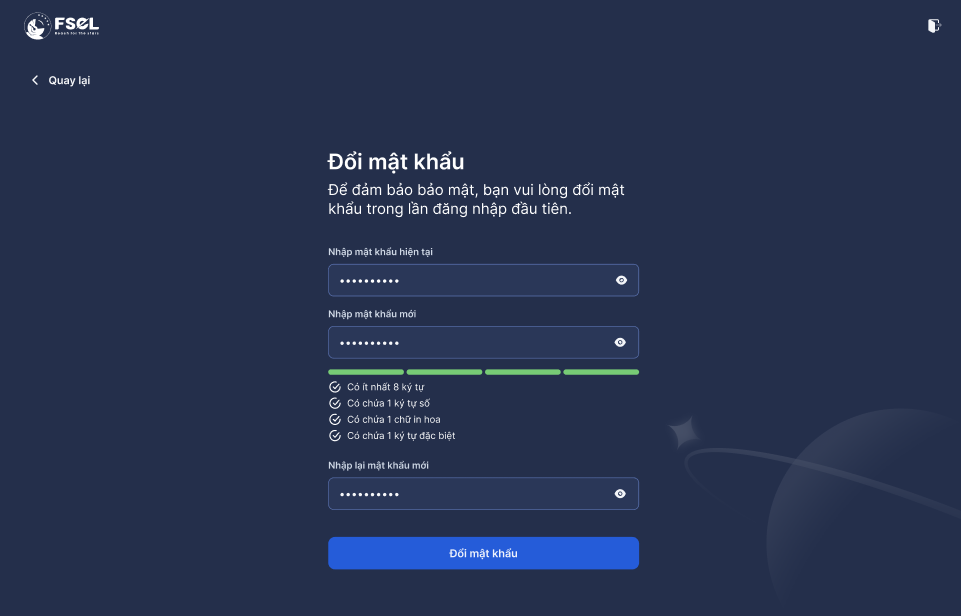 FSEL
Reach for the stars
Quay lại
Đổi mật khẩu
Để đảm bảo bảo mật, bạn vui lòng đổi mật
khẩu trong lần đăng nhập đầu tiên.
Nhập mật khẩu hiện tại
Nhập mật khẩu mới
Có ít nhất 8 ký tự
Có chứa 1 ký tự số
Có chứa 1 chữ in hoa
Có chứa 1 ký tự đặc biệt
Nhập lại mật khẩu mới
Đổi mật khẩu